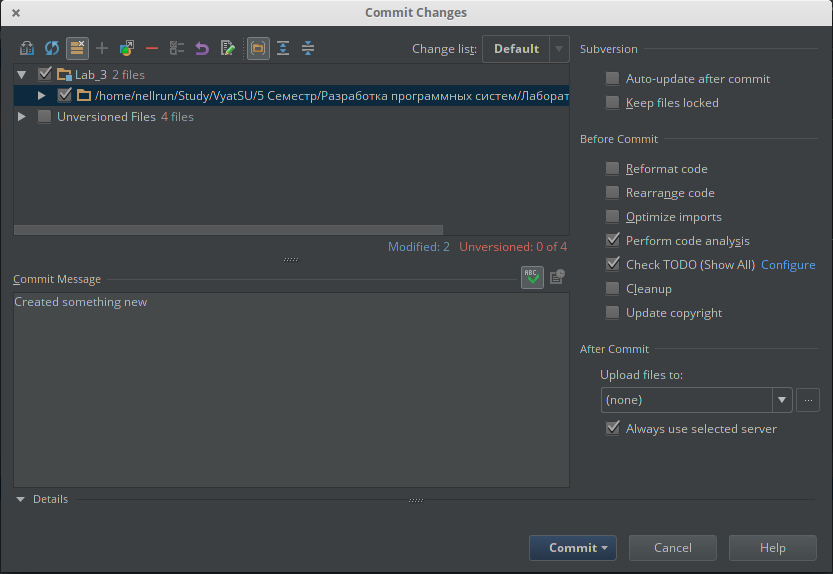 Commit Changes
Change list: Default
Lab_3 2 files
/home/nellrun/Study/VyatSU/5 Семестр/Разработка программных систем/Лаборат
Unversioned Files 4 files
Modified: 2 Unversioned: 0 of 4
Commit Message
ABC
Created something new
Details
Subversion
Auto-update after commit
Keep files locked
Before Commit
Reformat code
Rearrange code
Optimize imports
Perform code analysis
Check TODO (Show All) Configure
Cleanup
Update copyright
After Commit
Upload files to:
(none) ...
Always use selected server
Commit Cancel Help